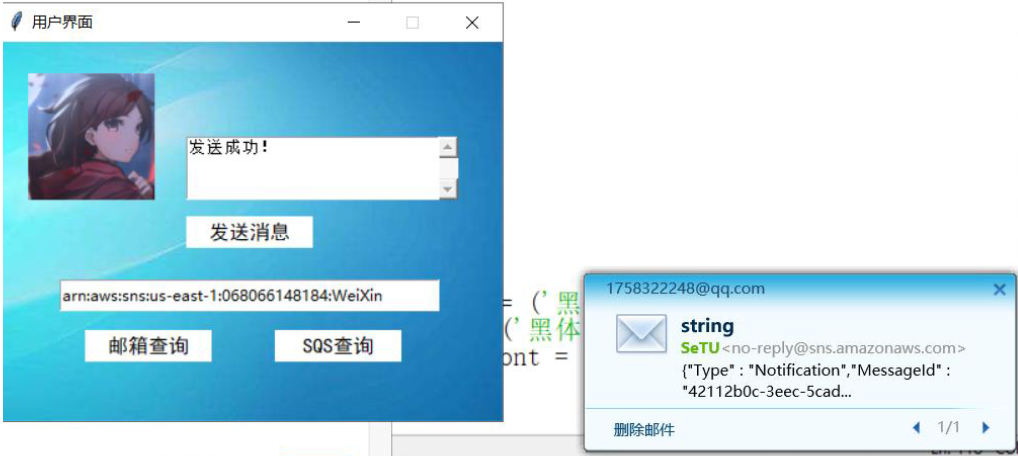 用户界面
发送成功!
发送消息
arn:aws:sns:us-east-1:068066148184:WeiXin
邮箱查询
SQS查询
= ('黑
('黑体
ont =
1758322248@qq.com
string
SeTU<no-reply@sns.amazonaws.com>
{"Type" : "Notification","MessageId" :
"42112b0c-3eec-5cad...
删除邮件
1/1